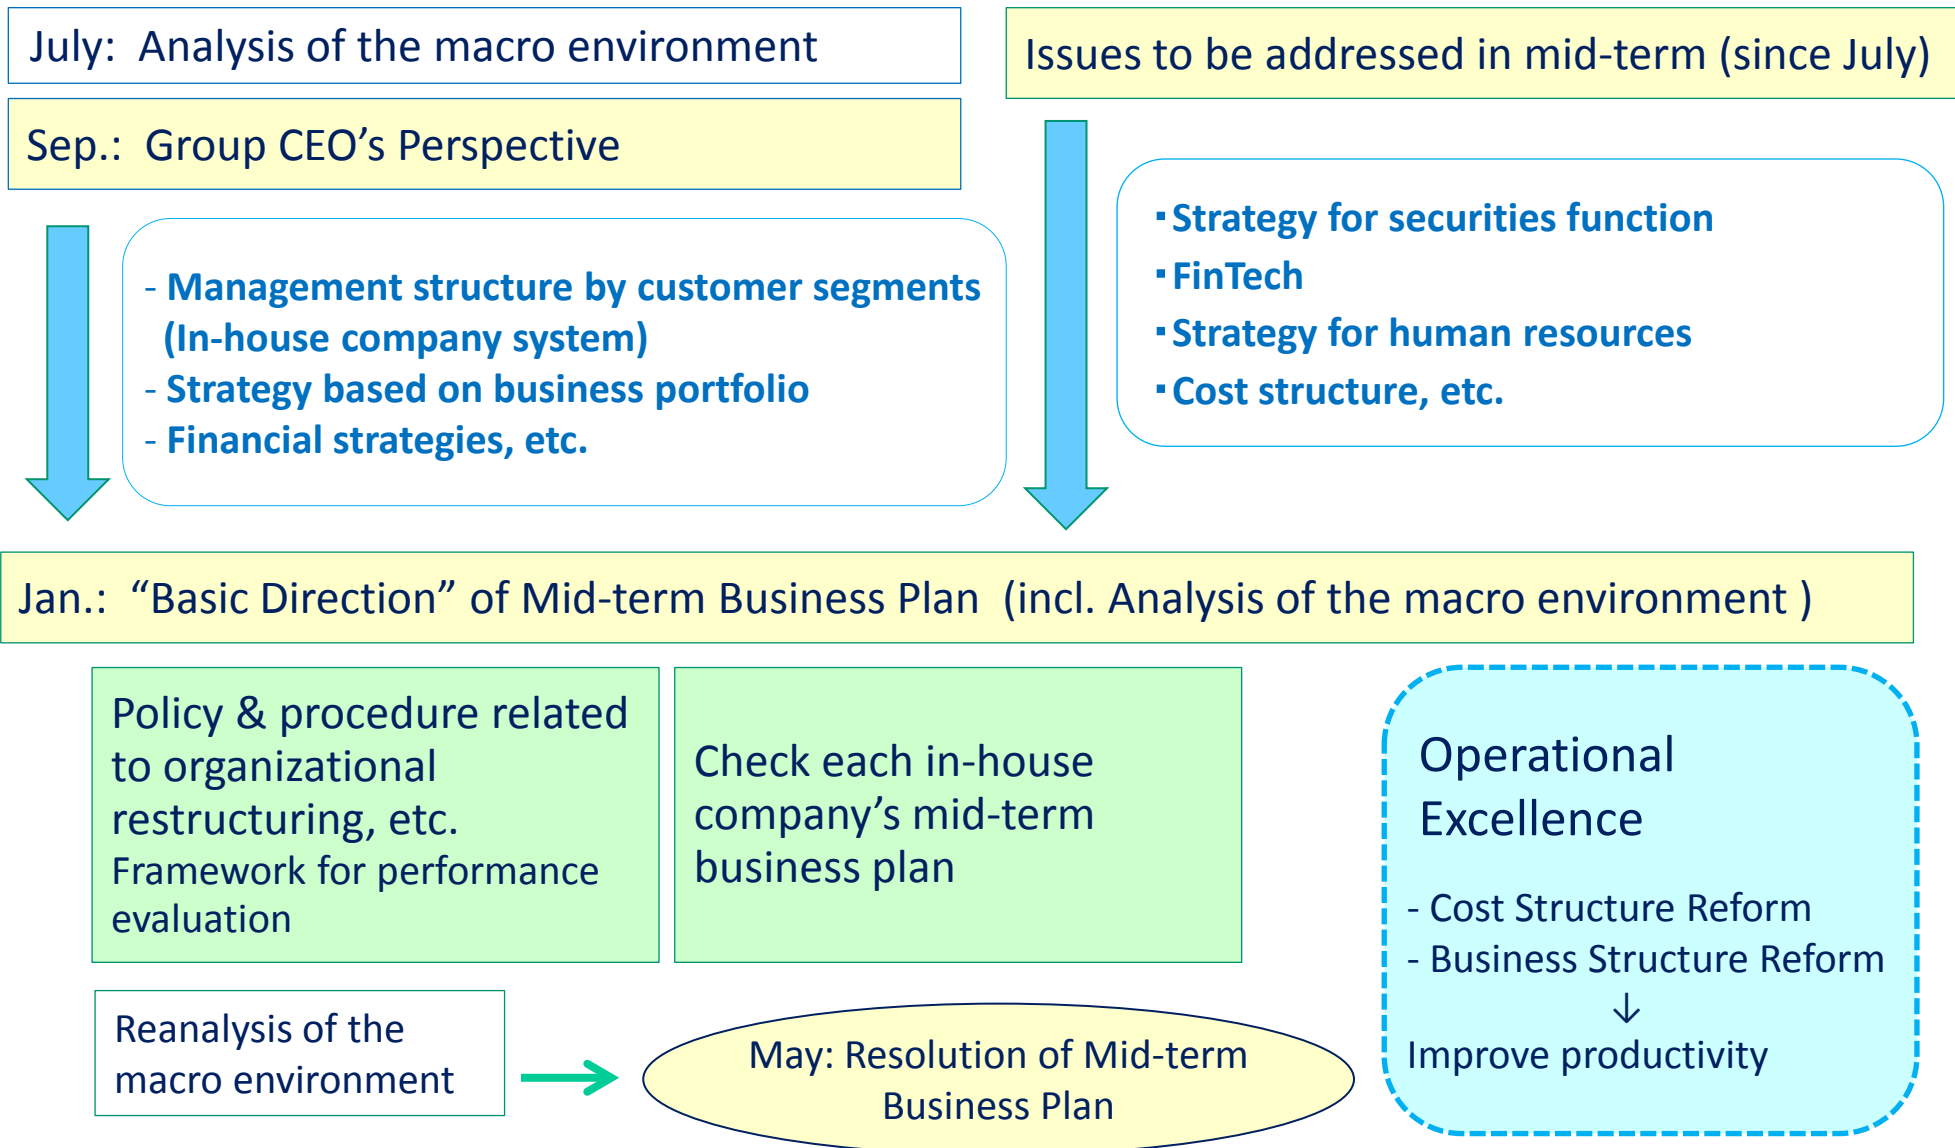 July:  Analysis of the macro environment
Sep.:  Group CEO’s Perspective
- Management structure by customer segments
(In-house company system)
- Strategy based on business portfolio
- Financial strategies, etc.
Issues to be addressed in mid-term (since July)
▪Strategy for securities function
▪FinTech
▪Strategy for human resources
▪Cost structure, etc.
Jan.:  “Basic Direction” of Mid-term Business Plan  (incl. Analysis of the macro environment )
Policy & procedure related
to organizational
restructuring, etc.
Framework for performance
evaluation
Check each in-house
company’s mid-term
business plan
Operational
Excellence
- Cost Structure Reform
- Business Structure Reform
↓
Improve productivity
Reanalysis of the
macro environment
May: Resolution of Mid-term
Business Plan